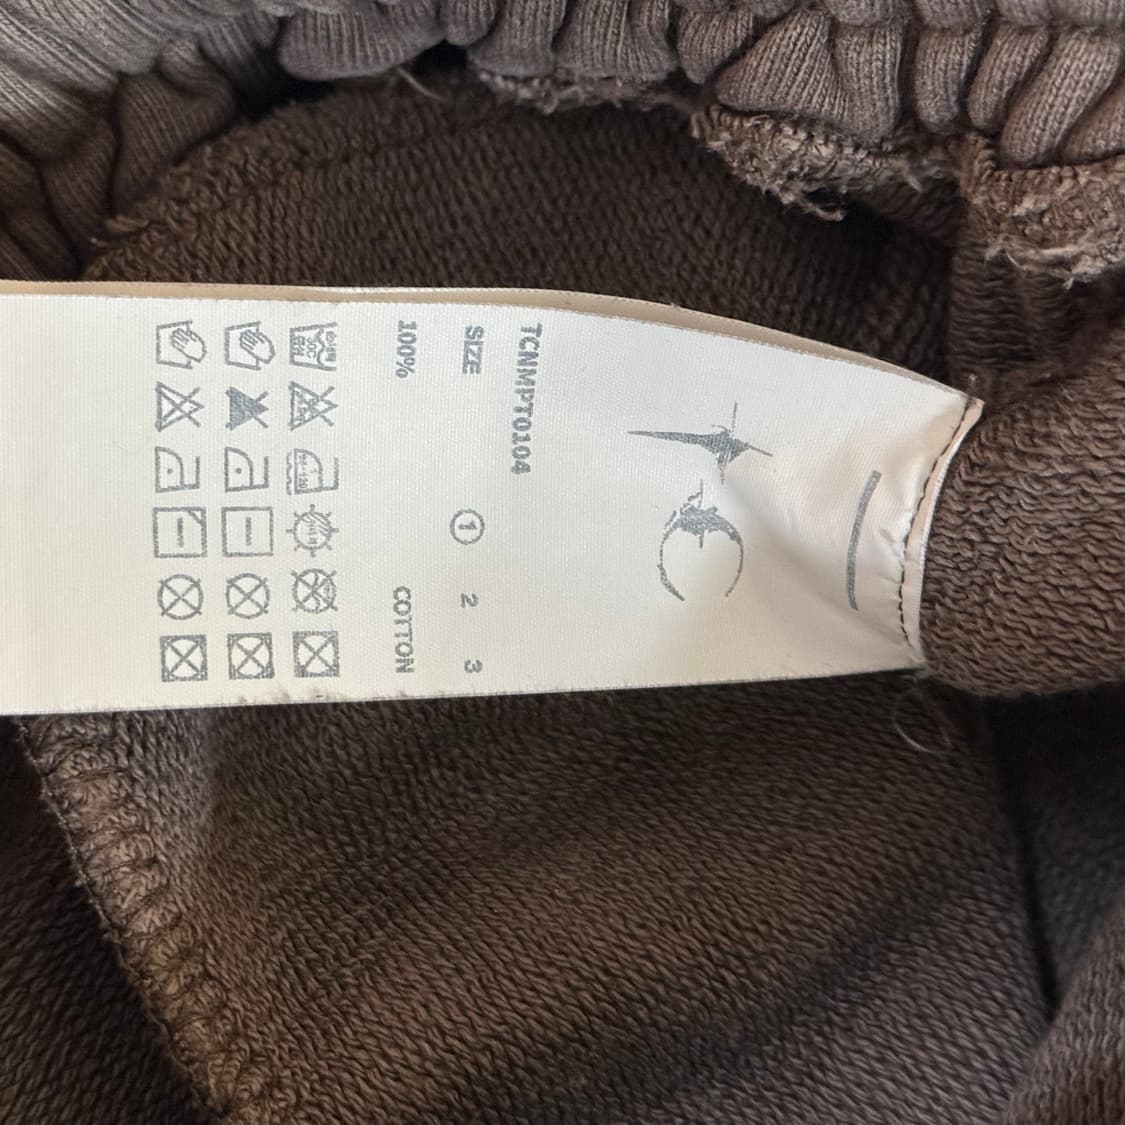 TCNMPT0104
SIZE ① 2 3
100% COTTON